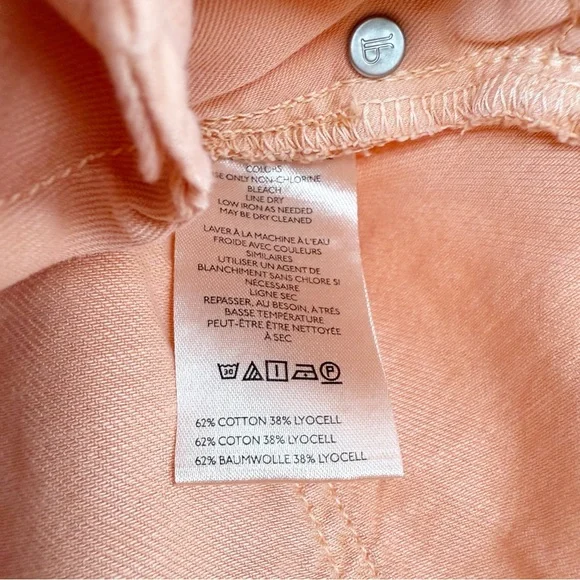 COLORS
USE ONLY NON-CHLORINE
BLEACH
LINE DRY
LOW IRON AS NEEDED
MAY BE DRY CLEANED
LAVER À LA MACHINE À L'EAU
FROIDE AVEC COULEURS
SIMILAIRES
UTILISER UN AGENT DE
BLANCHIMENT SANS CHLORE SI
NÉCESSAIRE
LIGNE SEC
REPASSER, AU BESOIN, À TRÈS
BASSE TEMPÉRATURE
PEUT-ÊTRE ÊTRE NETTOYÉE
À SEC
30 P
62% COTTON 38% LYOCELL
62% COTON 38% LYOCELL
62% BAUMWOLLE 38% LYOCELL